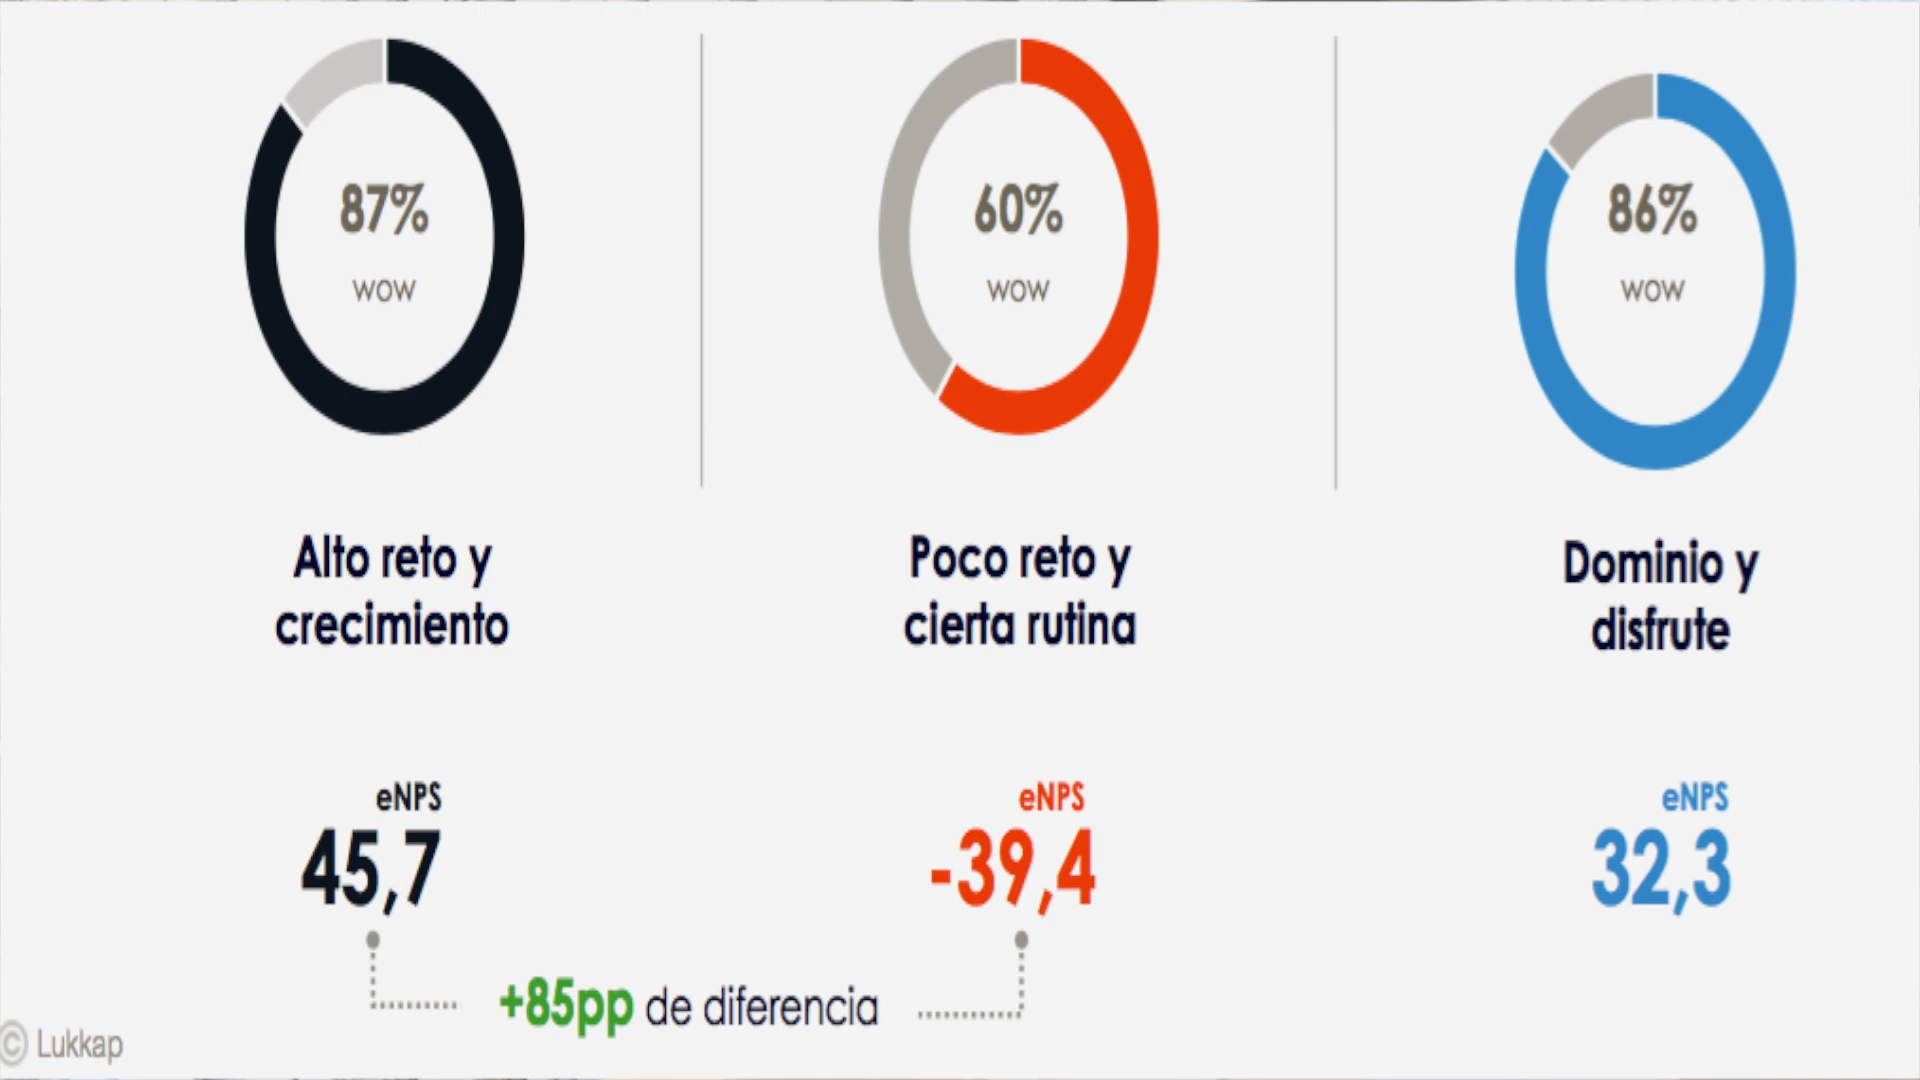 87%
WOW
60%
WOW
86%
WOW
Alto reto y
crecimiento
Poco reto y
cierta rutina
Dominio y
disfrute
eNPS
45,7
eNPS
-39,4
eNPS
32,3
+85pp de diferencia
© Lukkap